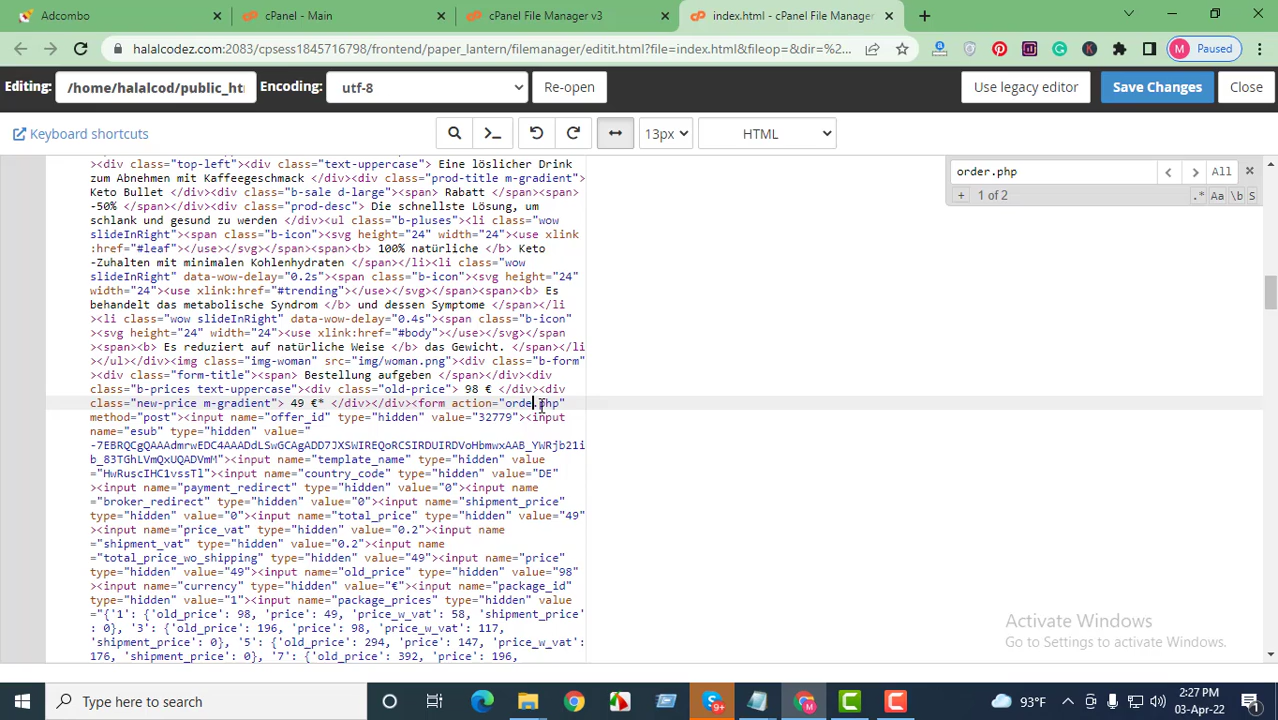 Adcombo
cPanel - Main
cPanel File Manager v3
index.html - cPanel File Manager
halalcodez.com:2083/cpsess1845716798/frontend/paper_lantern/filemanager/editit.html?file=index.html&fileop=&dir=%2...
Paused
Editing:
/home/halalcod/public_ht
Encoding:
utf-8
Re-open
Use legacy editor
Save Changes
Close
Keyboard shortcuts
13px
HTML
><div class="top-left"><div class="text-uppercase"> Eine löslicher Drink
zum Abnehmen mit Kaffeegeschmack </div><div class="prod-title m-gradient">
Keto Bullet </div><div class="b-sale d-large"><span> Rabatt </span><span>
-50% </span></div><div class="prod-desc"> Die schnellste Lösung, um
schlank und gesund zu werden </div><ul class="b-pluses"><li class="wow
slideInRight"><span class="b-icon"><svg height="24" width="24"><use xlink
:href="#leaf"></use></svg></span><span><b> 100% natürliche </b> Keto
-Zuhalten mit minimalen Kohlenhydraten </span></li><li class="wow
slideInRight" data-wow-delay="0.2s"><span class="b-icon"><svg height="24"
width="24"><use xlink:href="#trending"></use></svg></span><span><b> Es
behandelt das metabolische Syndrom </b> und dessen Symptome </span></li
><li class="wow slideInRight" data-wow-delay="0.4s"><span class="b-icon"
><svg height="24" width="24"><use xlink:href="#body"></use></svg></span
><span><b> Es reduziert auf natürliche Weise </b> das Gewicht. </span></li
></ul></div><img class="img-woman" src="img/woman.png"><div class="b-form"
><div class="form-title"><span> Bestellung aufgeben </span></div><div
class="b-prices text-uppercase"><div class="old-price"> 98 € </div><div
class="new-price m-gradient"> 49 €* </div></div><form action="order.php"
method="post"><input name="offer_id" type="hidden" value="32779"><input
name="esub" type="hidden" value="
-7EBRQCgQAAAdmrwEDC4AAADdLSwGCAgADD7JXSWIREQoRCSIRDUIRDVoHbmwxAAB_YWRjb21i
b_83TGhLVmQxUQADVmM"><input name="template_name" type="hidden" value
="HwRuscIHC1vssTl"><input name="country_code" type="hidden" value="DE"
><input name="payment_redirect" type="hidden" value="0"><input name
="broker_redirect" type="hidden" value="0"><input name="shipment_price"
type="hidden" value="0"><input name="total_price" type="hidden" value="49"
><input name="price_vat" type="hidden" value="0.2"><input name
="shipment_vat" type="hidden" value="0.2"><input name
="total_price_wo_shipping" type="hidden" value="49"><input name="price"
type="hidden" value="49"><input name="old_price" type="hidden" value="98"
><input name="currency" type="hidden" value="€"><input name="package_id"
type="hidden" value="1"><input name="package_prices" type="hidden" value
="{'1': {'old_price': 98, 'price': 49, 'price_w_vat': 58, 'shipment_price'
: 0}, '3': {'old_price': 196, 'price': 98, 'price_w_vat': 117,
'shipment_price': 0}, '5': {'old_price': 294, 'price': 147, 'price_w_vat':
176, 'shipment_price': 0}, '7': {'old_price': 392, 'price': 196,
order.php
All
1 of 2
.*
Aa
\b
S
Activate Windows
Go to Settings to activate Windows.
Type here to search
9+
93°F
2:27 PM
03-Apr-22